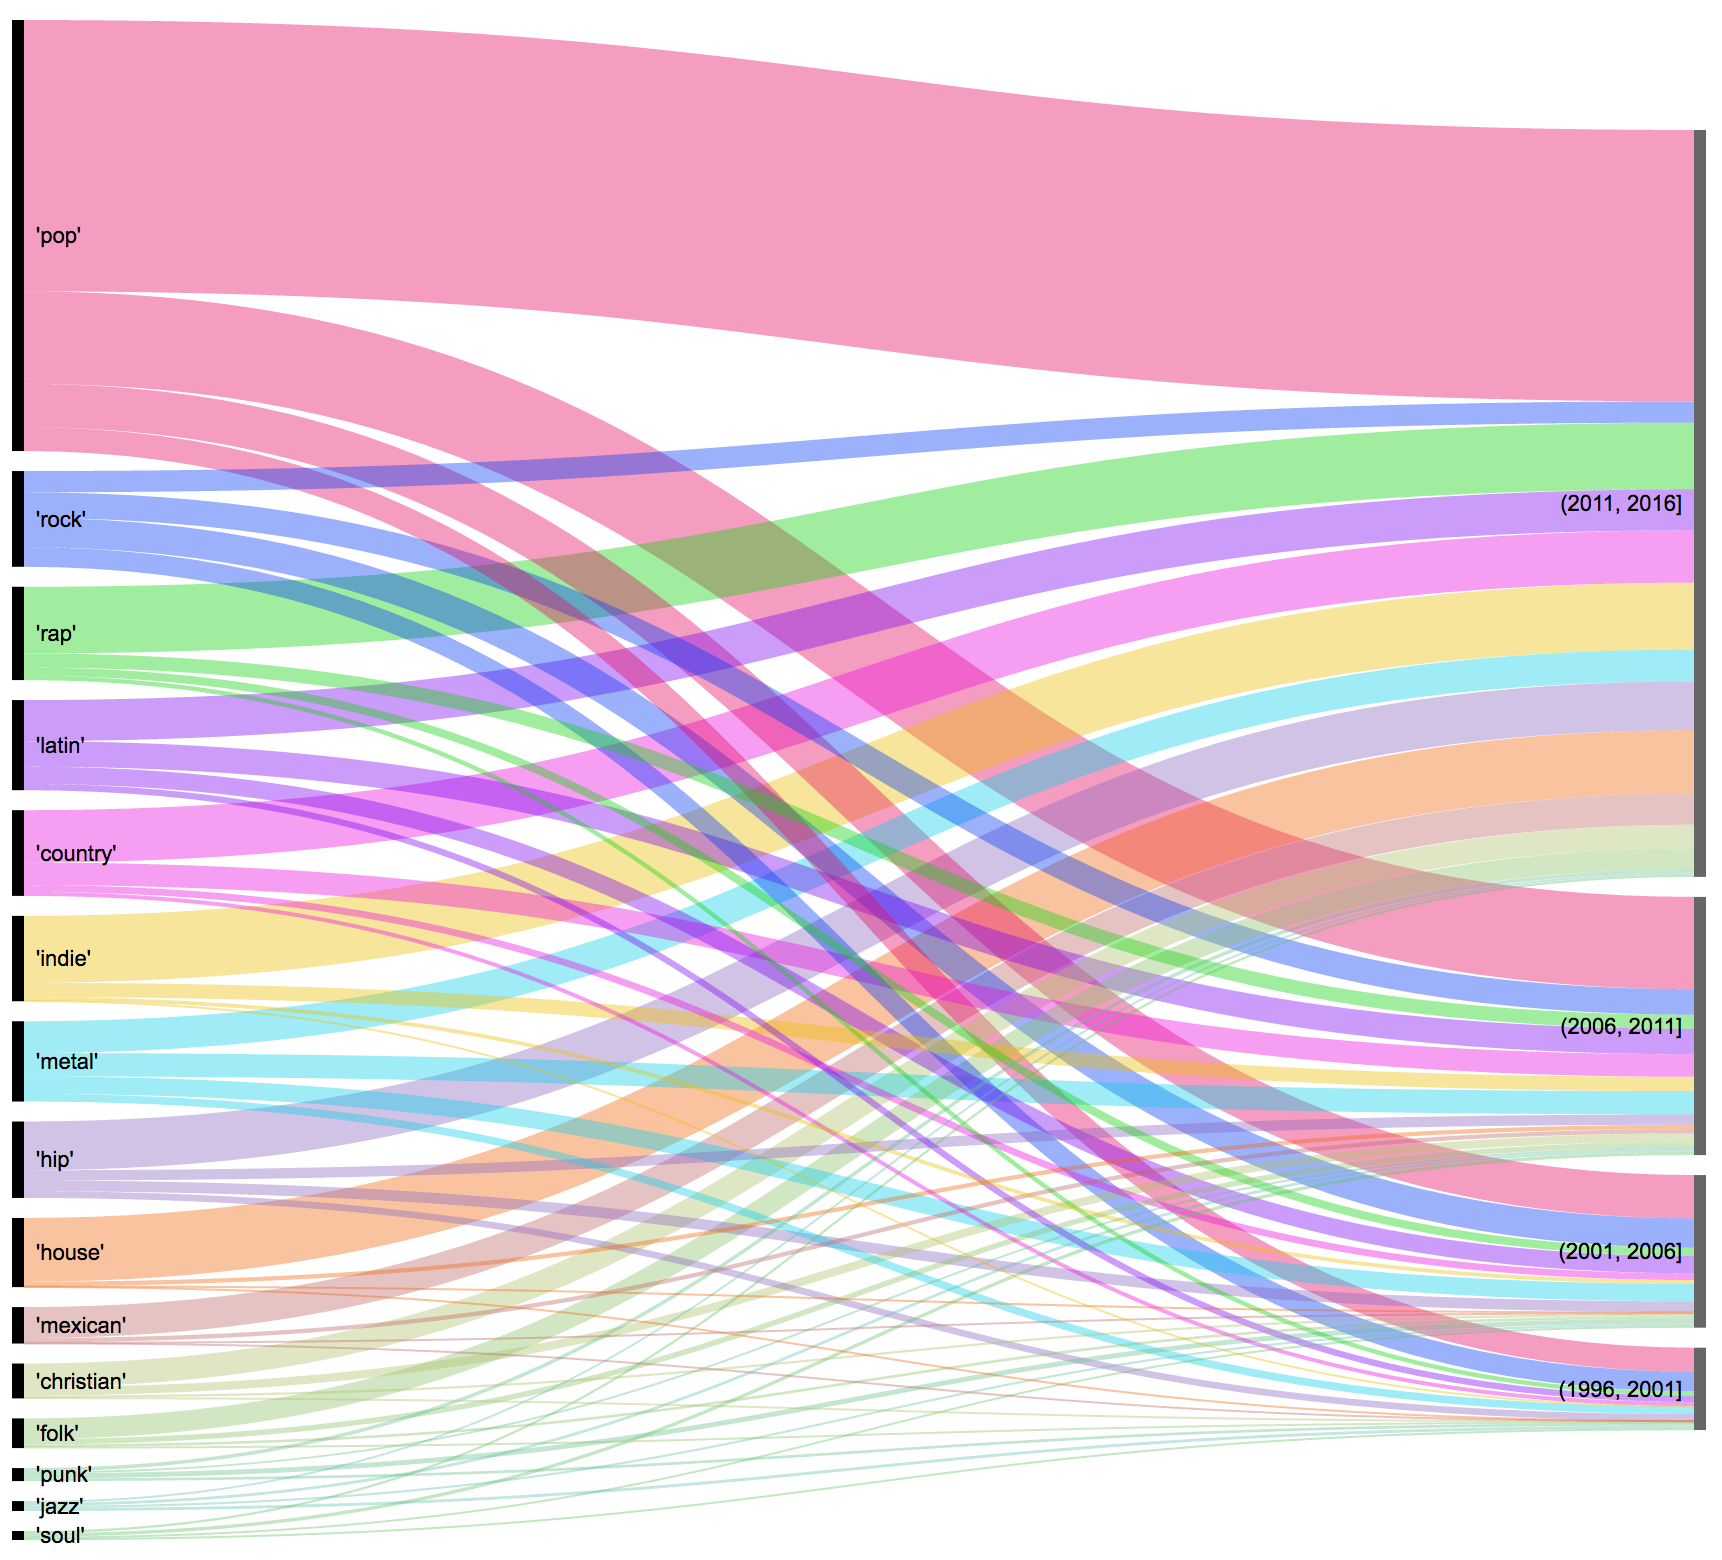 'pop'
'rock'
'rap'
'latin'
'country'
'indie'
'metal'
'hip'
'house'
'mexican'
'christian'
'folk'
'punk'
'jazz'
'soul'
(2011, 2016]
(2006, 2011]
(2001, 2006]
(1996, 2001]